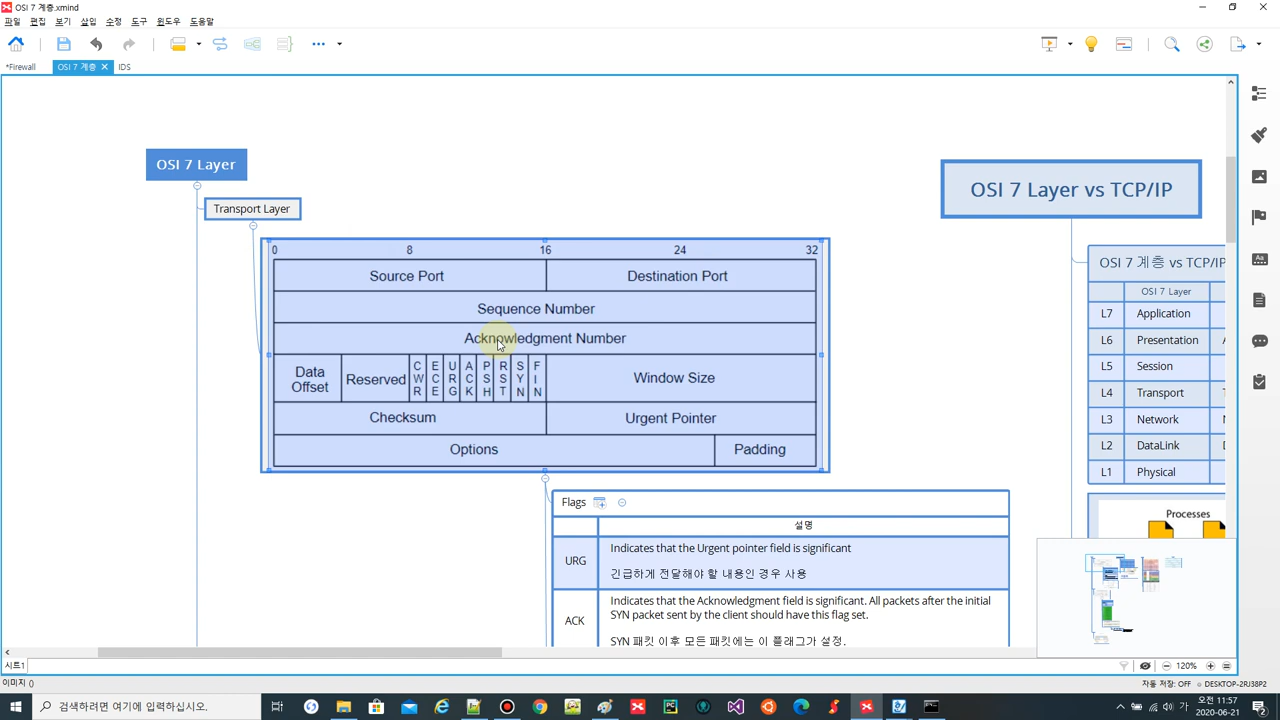 OSI 7 계층.xmind
파일 편집 보기 삽입 수정 도구 윈도우 도움말
*Firewall OSI 7 계층 IDS
OSI 7 Layer
Transport Layer
0 8 16 24 32
Source Port Destination Port
Sequence Number
Acknowledgment Number
Data Offset Reserved CWR ECE URG ACK PSH RST SYN FIN Window Size
Checksum Urgent Pointer
Options Padding
Flags
설명
URG
Indicates that the Urgent pointer field is significant
긴급하게 전달해야 할 내용인 경우 사용
ACK
Indicates that the Acknowledgment field is significant. All packets after the initial
SYN packet sent by the client should have this flag set.
SYN 패킷 이후 모든 패킷에는 이 플래그가 설정.
OSI 7 Layer vs TCP/IP
OSI 7 계층 vs TCP/IP
OSI 7 Layer
L7 Application
L6 Presentation
L5 Session
L4 Transport
L3 Network
L2 DataLink
L1 Physical
Processes
시트1
120%
이미지 ()
자동 저장: OFF DESKTOP-2RJ38P2
검색하려면 여기에 입력하십시오.
가
오전 11:57
2020-06-21